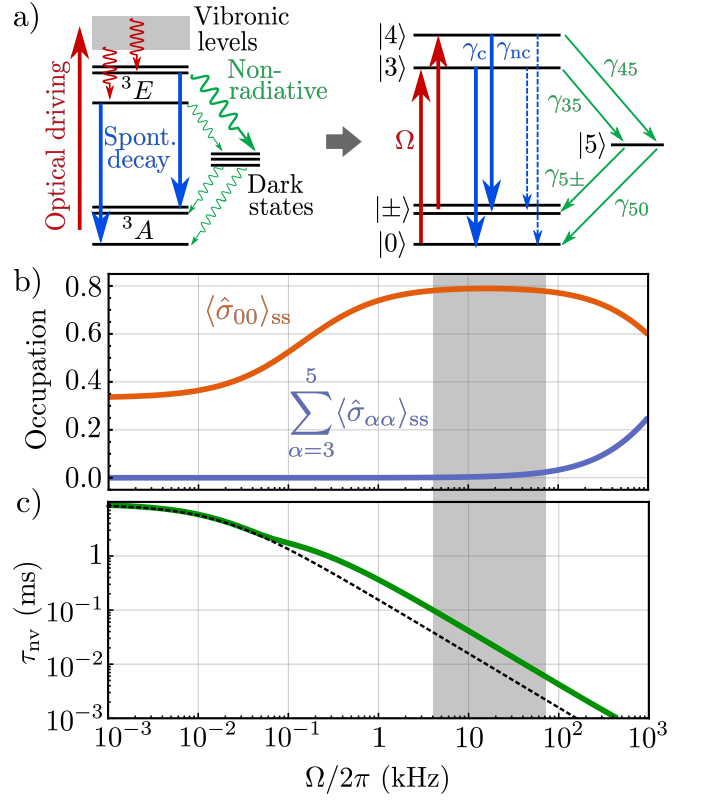 a)
Vibronic
levels
Optical driving
³E
Non-
radiative
Spont.
decay
Dark
states
³A
|4⟩
|3⟩
γc
γnc
Ω
γ45
γ35
|5⟩
|±⟩
|0⟩
γ5±
γ50
b)
Occupation
0.8
0.6
0.4
0.2
0.0
⟨σ̂00⟩ss
5
∑⟨σ̂αα⟩ss
α=3
c)
τnv (ms)
1
10⁻¹
10⁻²
10⁻³
10⁻³ 10⁻² 10⁻¹ 1 10 10² 10³
Ω/2π (kHz)